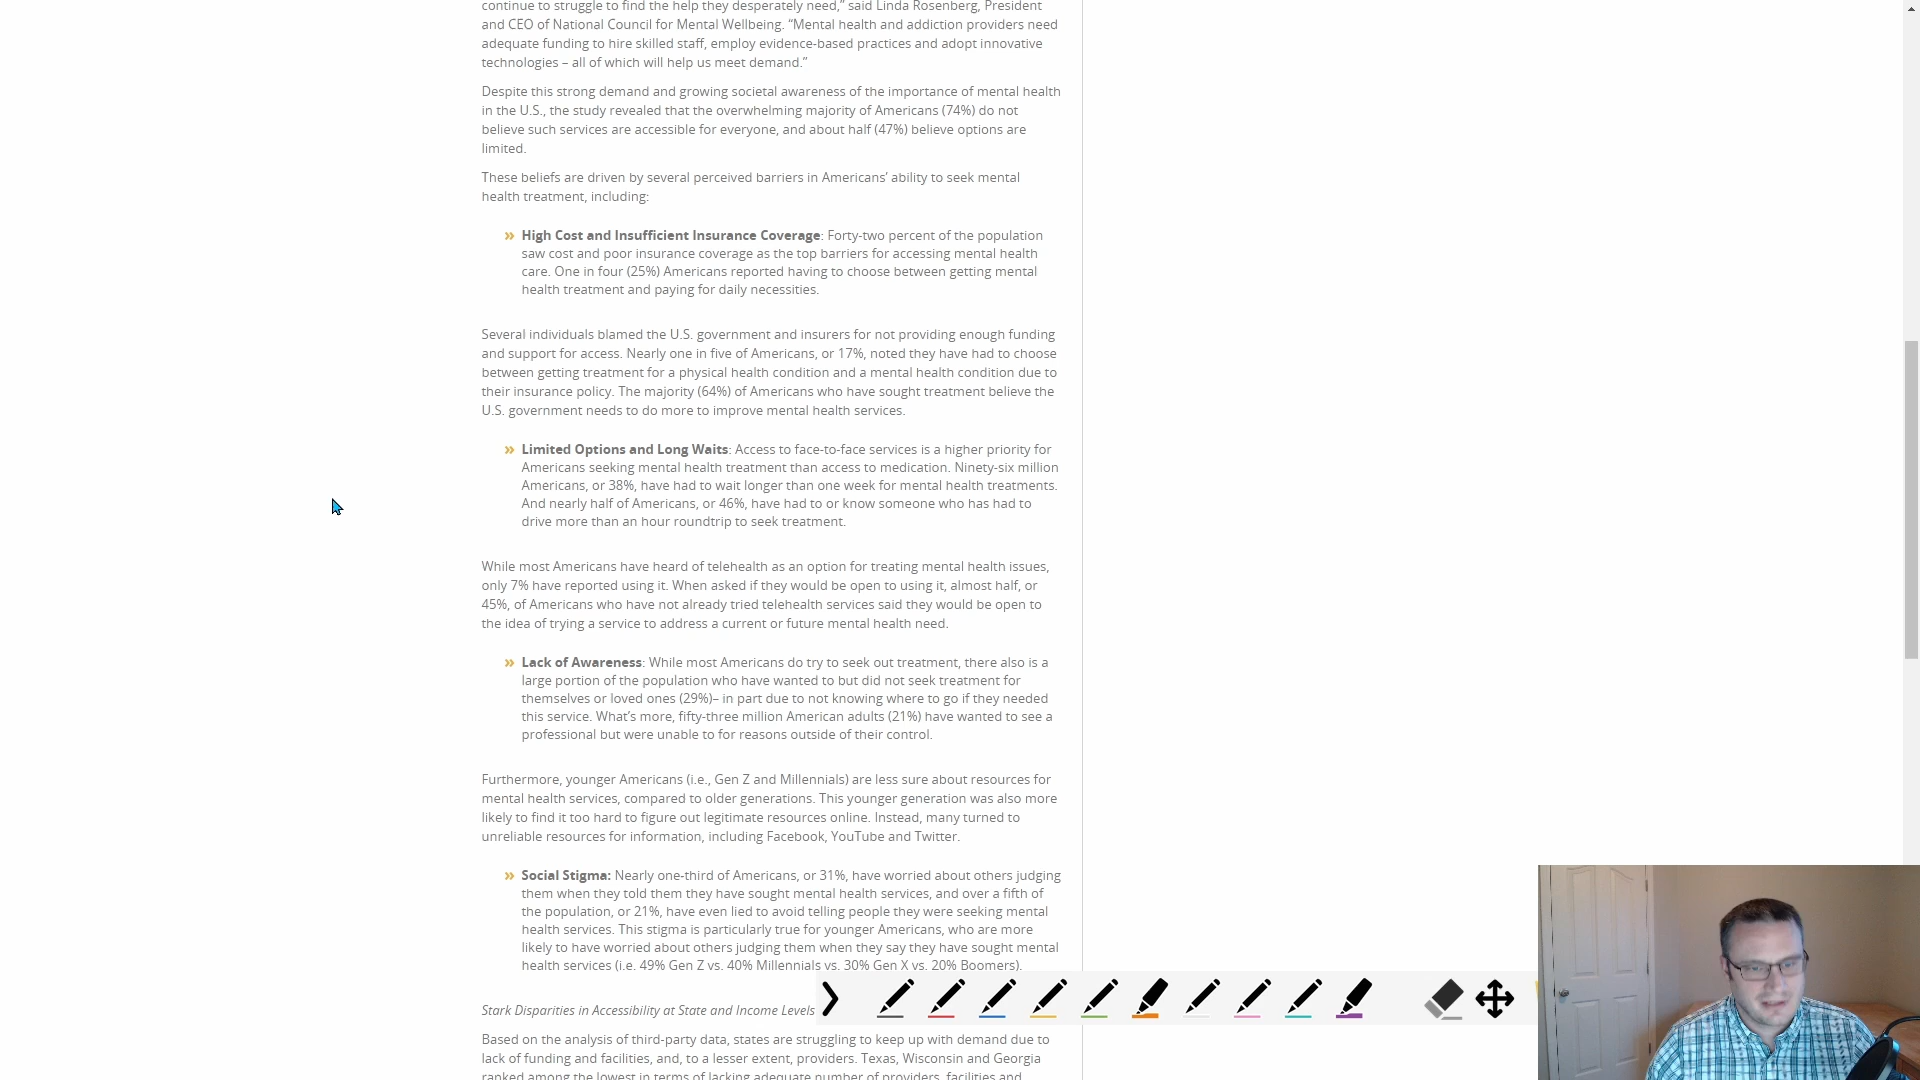 continue to struggle to find the help they desperately need,” said Linda Rosenberg, President
and CEO of National Council for Mental Wellbeing. “Mental health and addiction providers need
adequate funding to hire skilled staff, employ evidence-based practices and adopt innovative
technologies – all of which will help us meet demand.”
Despite this strong demand and growing societal awareness of the importance of mental health
in the U.S., the study revealed that the overwhelming majority of Americans (74%) do not
believe such services are accessible for everyone, and about half (47%) believe options are
limited.
These beliefs are driven by several perceived barriers in Americans’ ability to seek mental
health treatment, including:
» High Cost and Insufficient Insurance Coverage: Forty-two percent of the population
saw cost and poor insurance coverage as the top barriers for accessing mental health
care. One in four (25%) Americans reported having to choose between getting mental
health treatment and paying for daily necessities.
Several individuals blamed the U.S. government and insurers for not providing enough funding
and support for access. Nearly one in five of Americans, or 17%, noted they have had to choose
between getting treatment for a physical health condition and a mental health condition due to
their insurance policy. The majority (64%) of Americans who have sought treatment believe the
U.S. government needs to do more to improve mental health services.
» Limited Options and Long Waits: Access to face-to-face services is a higher priority for
Americans seeking mental health treatment than access to medication. Ninety-six million
Americans, or 38%, have had to wait longer than one week for mental health treatments.
And nearly half of Americans, or 46%, have had to or know someone who has had to
drive more than an hour roundtrip to seek treatment.
While most Americans have heard of telehealth as an option for treating mental health issues,
only 7% have reported using it. When asked if they would be open to using it, almost half, or
45%, of Americans who have not already tried telehealth services said they would be open to
the idea of trying a service to address a current or future mental health need.
» Lack of Awareness: While most Americans do try to seek out treatment, there also is a
large portion of the population who have wanted to but did not seek treatment for
themselves or loved ones (29%)– in part due to not knowing where to go if they needed
this service. What’s more, fifty-three million American adults (21%) have wanted to see a
professional but were unable to for reasons outside of their control.
Furthermore, younger Americans (i.e., Gen Z and Millennials) are less sure about resources for
mental health services, compared to older generations. This younger generation was also more
likely to find it too hard to figure out legitimate resources online. Instead, many turned to
unreliable resources for information, including Facebook, YouTube and Twitter.
» Social Stigma: Nearly one-third of Americans, or 31%, have worried about others judging
them when they told them they have sought mental health services, and over a fifth of
the population, or 21%, have even lied to avoid telling people they were seeking mental
health services. This stigma is particularly true for younger Americans, who are more
likely to have worried about others judging them when they say they have sought mental
health services (i.e. 49% Gen Z vs. 40% Millennials vs. 30% Gen X vs. 20% Boomers).
Stark Disparities in Accessibility at State and Income Levels
Based on the analysis of third-party data, states are struggling to keep up with demand due to
lack of funding and facilities, and, to a lesser extent, providers. Texas, Wisconsin and Georgia
ranked among the lowest in terms of lacking adequate number of providers, facilities and